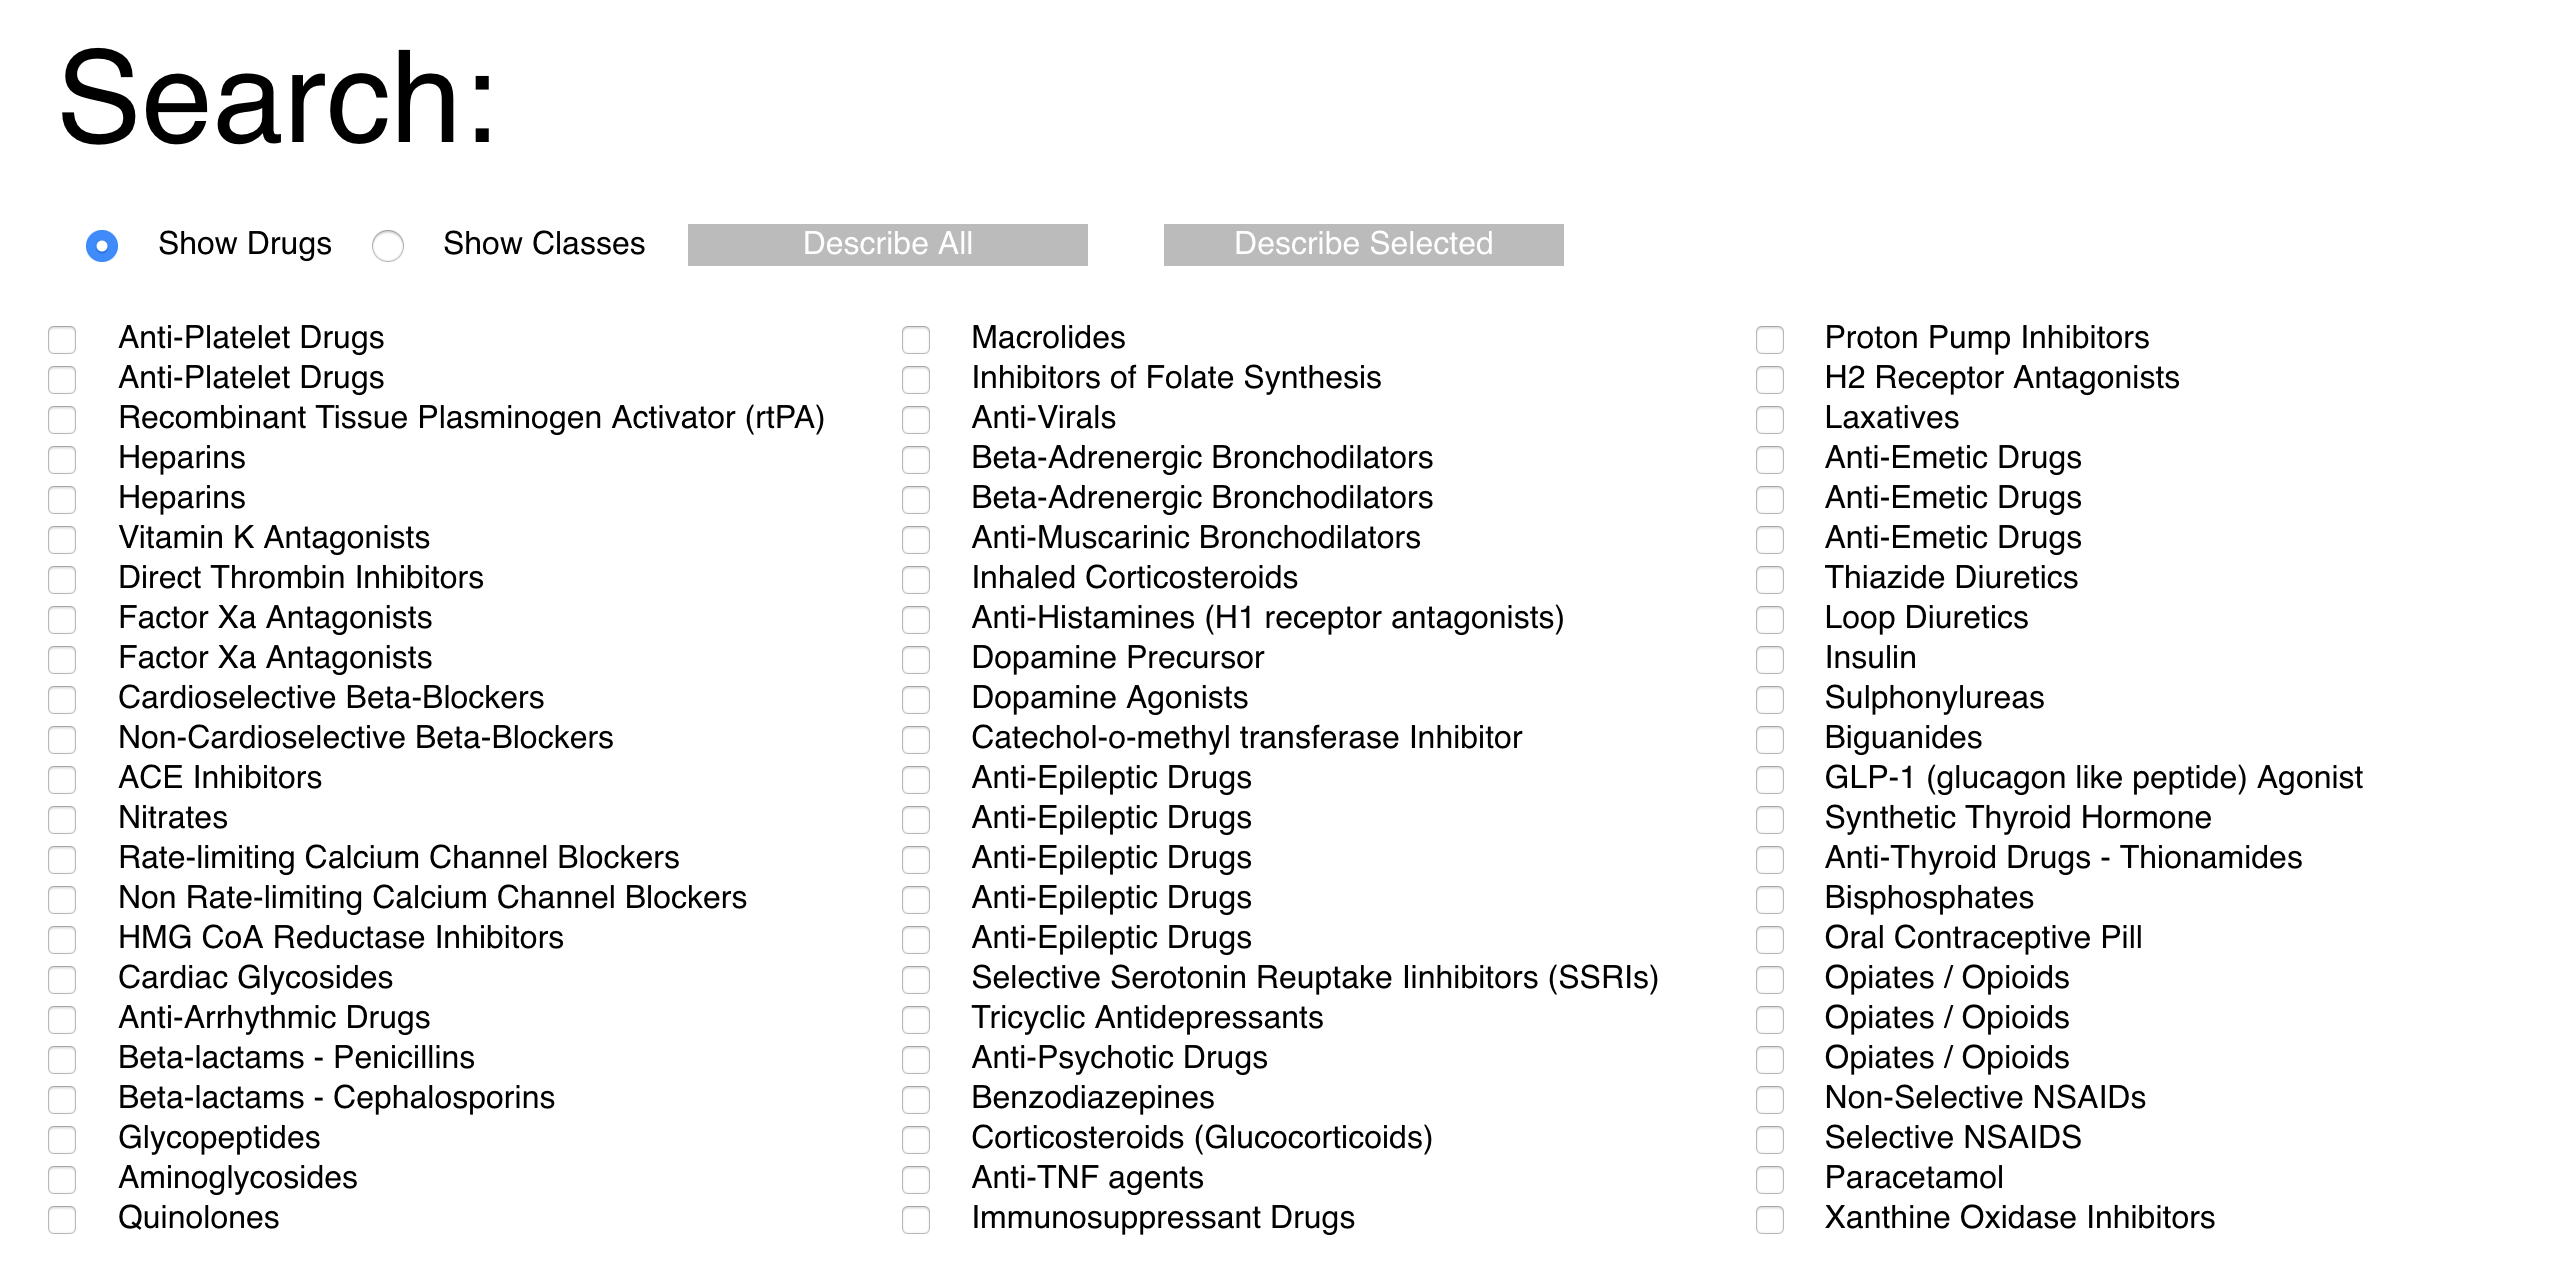 Search:
Show Drugs Show Classes Describe All Describe Selected
Anti-Platelet Drugs
Anti-Platelet Drugs
Recombinant Tissue Plasminogen Activator (rtPA)
Heparins
Heparins
Vitamin K Antagonists
Direct Thrombin Inhibitors
Factor Xa Antagonists
Factor Xa Antagonists
Cardioselective Beta-Blockers
Non-Cardioselective Beta-Blockers
ACE Inhibitors
Nitrates
Rate-limiting Calcium Channel Blockers
Non Rate-limiting Calcium Channel Blockers
HMG CoA Reductase Inhibitors
Cardiac Glycosides
Anti-Arrhythmic Drugs
Beta-lactams - Penicillins
Beta-lactams - Cephalosporins
Glycopeptides
Aminoglycosides
Quinolones
Macrolides
Inhibitors of Folate Synthesis
Anti-Virals
Beta-Adrenergic Bronchodilators
Beta-Adrenergic Bronchodilators
Anti-Muscarinic Bronchodilators
Inhaled Corticosteroids
Anti-Histamines (H1 receptor antagonists)
Dopamine Precursor
Dopamine Agonists
Catechol-o-methyl transferase Inhibitor
Anti-Epileptic Drugs
Anti-Epileptic Drugs
Anti-Epileptic Drugs
Anti-Epileptic Drugs
Anti-Epileptic Drugs
Selective Serotonin Reuptake Iinhibitors (SSRIs)
Tricyclic Antidepressants
Anti-Psychotic Drugs
Benzodiazepines
Corticosteroids (Glucocorticoids)
Anti-TNF agents
Immunosuppressant Drugs
Proton Pump Inhibitors
H2 Receptor Antagonists
Laxatives
Anti-Emetic Drugs
Anti-Emetic Drugs
Anti-Emetic Drugs
Thiazide Diuretics
Loop Diuretics
Insulin
Sulphonylureas
Biguanides
GLP-1 (glucagon like peptide) Agonist
Synthetic Thyroid Hormone
Anti-Thyroid Drugs - Thionamides
Bisphosphates
Oral Contraceptive Pill
Opiates / Opioids
Opiates / Opioids
Opiates / Opioids
Non-Selective NSAIDs
Selective NSAIDS
Paracetamol
Xanthine Oxidase Inhibitors